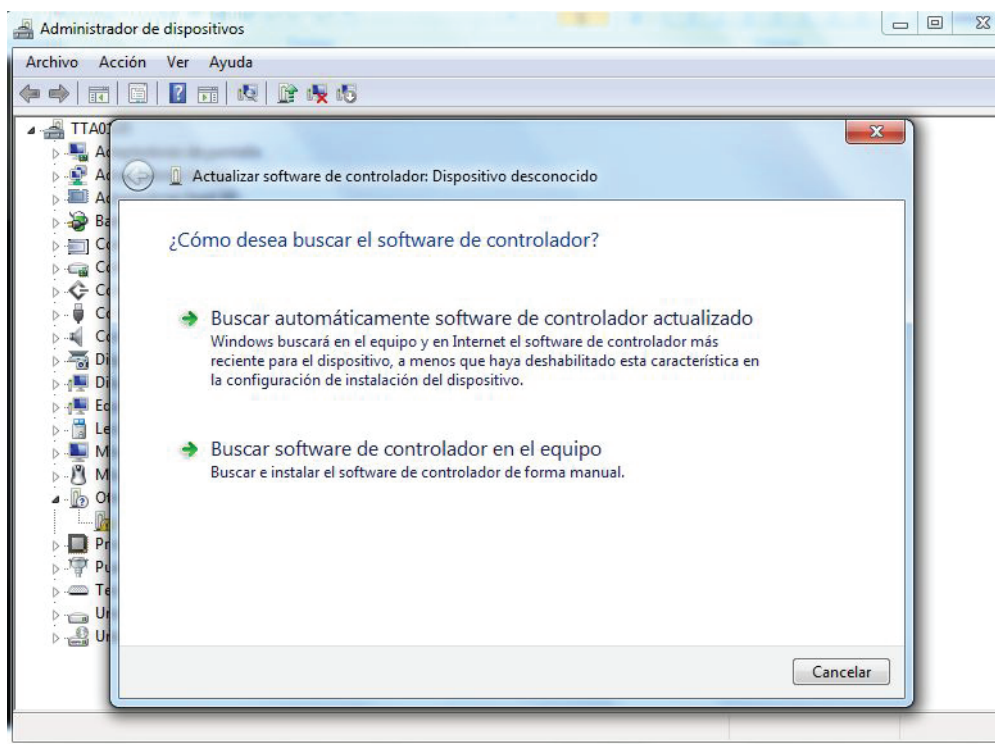 Administrador de dispositivos
Archivo Acción Ver Ayuda
Actualizar software de controlador: Dispositivo desconocido
¿Cómo desea buscar el software de controlador?
Buscar automáticamente software de controlador actualizado
Windows buscará en el equipo y en Internet el software de controlador más
reciente para el dispositivo, a menos que haya deshabilitado esta característica en
la configuración de instalación del dispositivo.
Buscar software de controlador en el equipo
Buscar e instalar el software de controlador de forma manual.
Cancelar